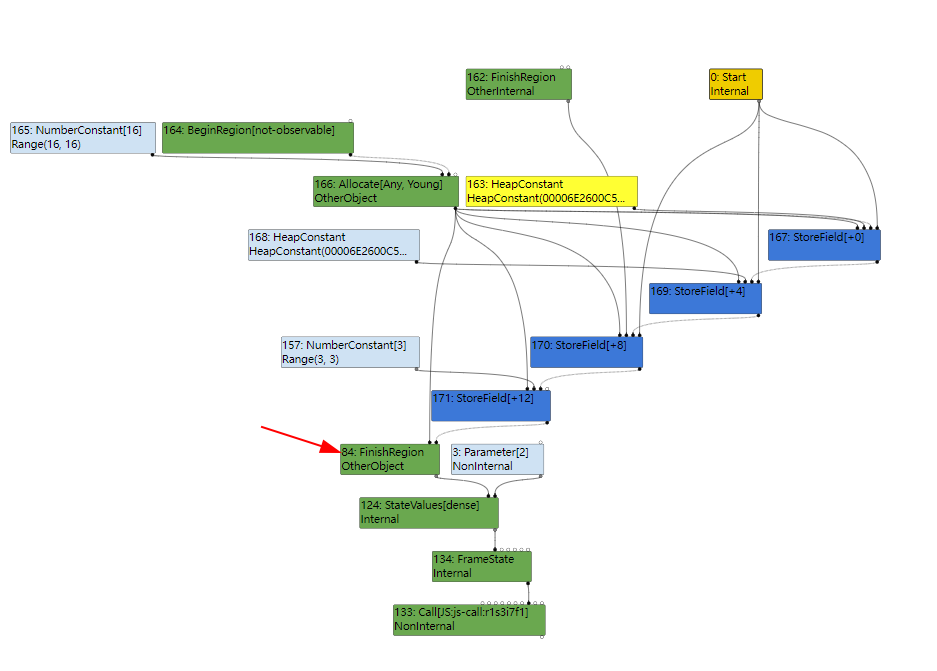 162: FinishRegion
OtherInternal
0: Start
Internal
165: NumberConstant[16]
Range(16, 16)
164: BeginRegion[not-observable]
166: Allocate[Any, Young]
OtherObject
163: HeapConstant
HeapConstant(00006E2600C5...
168: HeapConstant
HeapConstant(00006E2600C5...
167: StoreField[+0]
169: StoreField[+4]
157: NumberConstant[3]
Range(3, 3)
170: StoreField[+8]
171: StoreField[+12]
84: FinishRegion
OtherObject
3: Parameter[2]
NonInternal
124: StateValues[dense]
Internal
134: FrameState
Internal
133: Call[JS:js-call:r1s3i7f1]
NonInternal